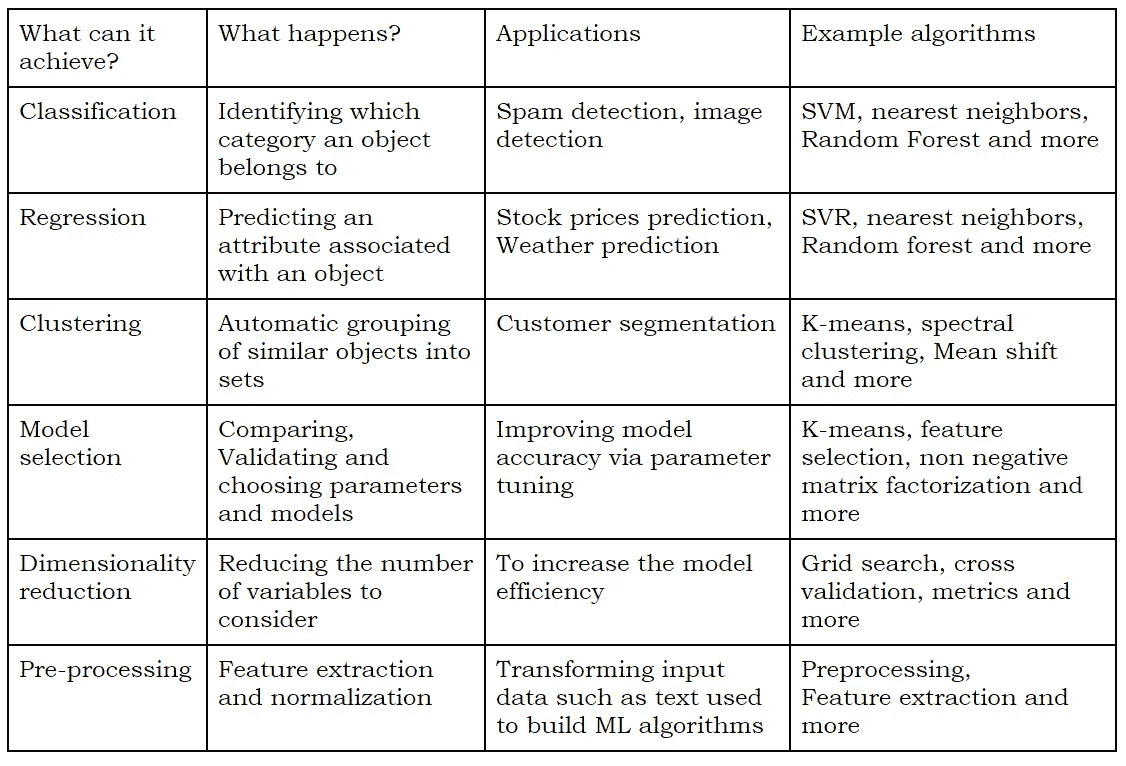 What can it
achieve?
What happens?
Applications
Example algorithms
Classification
Identifying which
category an object
belongs to
Spam detection, image
detection
SVM, nearest neighbors,
Random Forest and more
Regression
Predicting an
attribute associated
with an object
Stock prices prediction,
Weather prediction
SVR, nearest neighbors,
Random forest and more
Clustering
Automatic grouping
of similar objects into
sets
Customer segmentation
K-means, spectral
clustering, Mean shift
and more
Model
selection
Comparing,
Validating and
choosing parameters
and models
Improving model
accuracy via parameter
tuning
K-means, feature
selection, non negative
matrix factorization and
more
Dimensionality
reduction
Reducing the number
of variables to
consider
To increase the model
efficiency
Grid search, cross
validation, metrics and
more
Pre-processing
Feature extraction
and normalization
Transforming input
data such as text used
to build ML algorithms
Preprocessing,
Feature extraction and
more